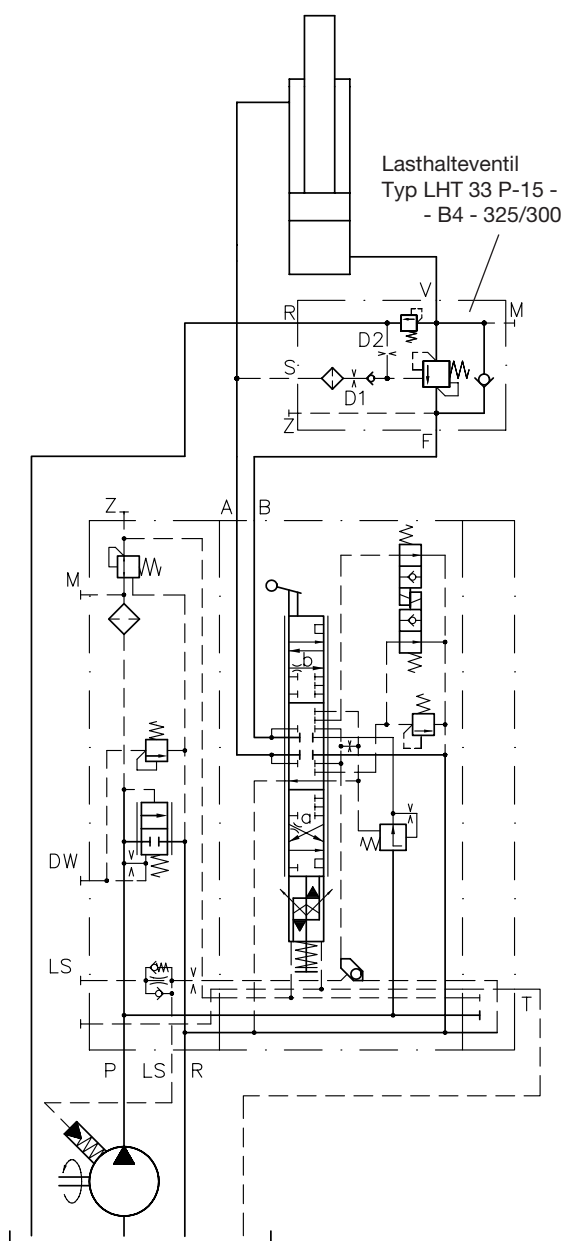 Lasthalteventil
Typ LHT 33 P-15 -
- B4 - 325/300
V
R
M
D2
S
D1
Z
F
Z
A B
M
b
a
DW
LS
T
P LS R